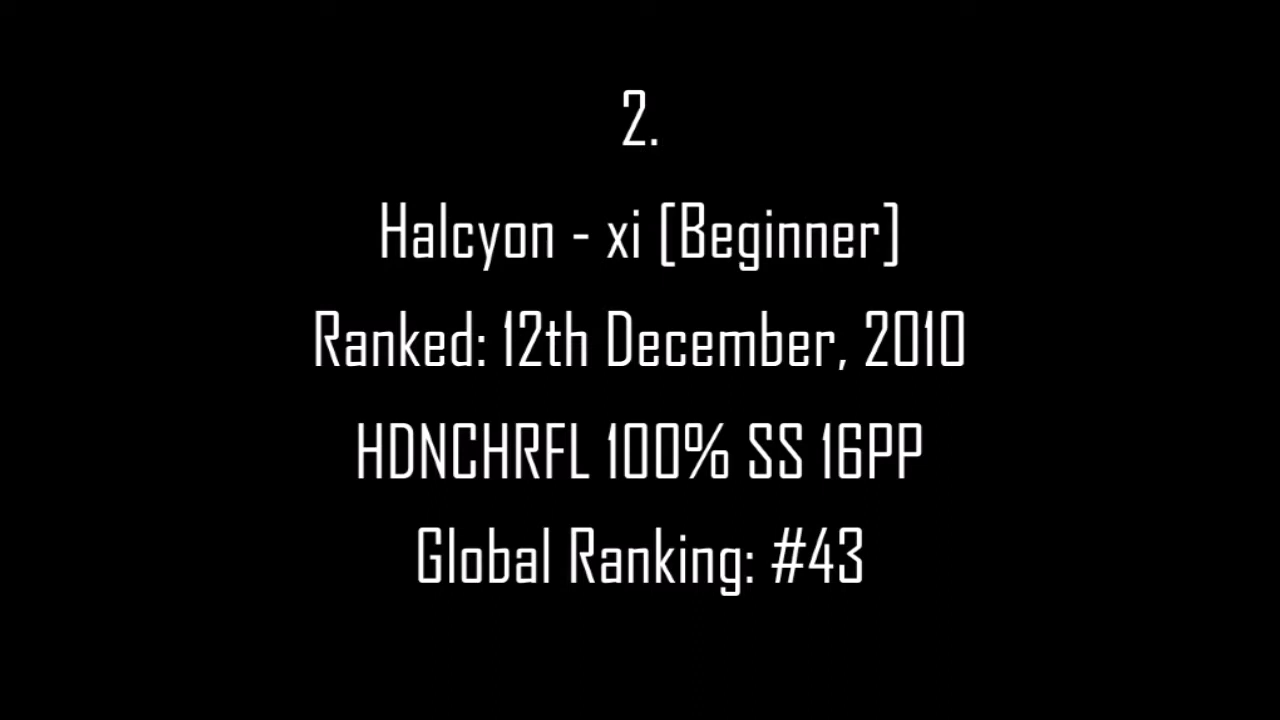 2.
Halcyon - xi [Beginner]
Ranked: 12th December, 2010
HDNCHRFL 100% SS 16PP
Global Ranking: #43